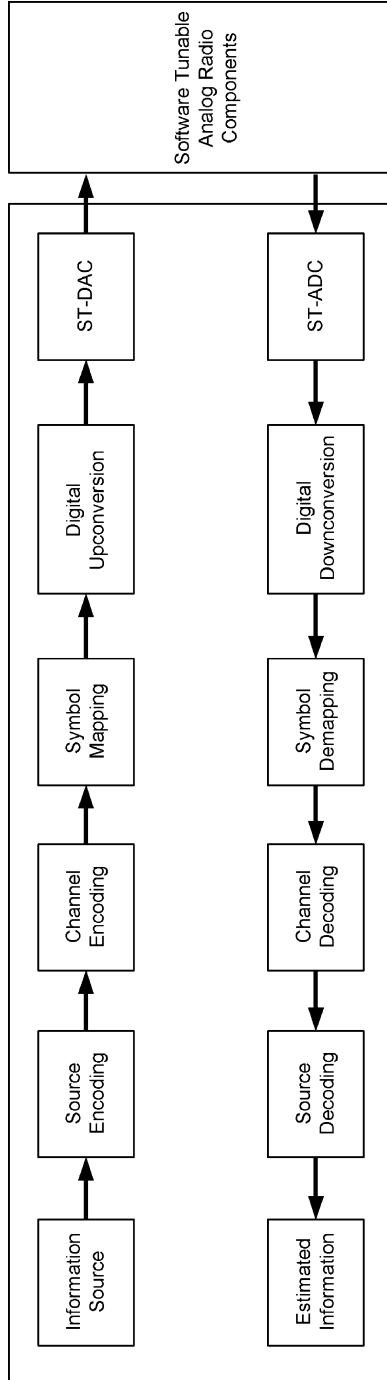 Information
Source
Source
Encoding
Channel
Encoding
Symbol
Mapping
Digital
Upconversion
ST-DAC
Software Tunable
Analog Radio
Components
ST-ADC
Digital
Downconversion
Symbol
Demapping
Channel
Decoding
Source
Decoding
Estimated
Information